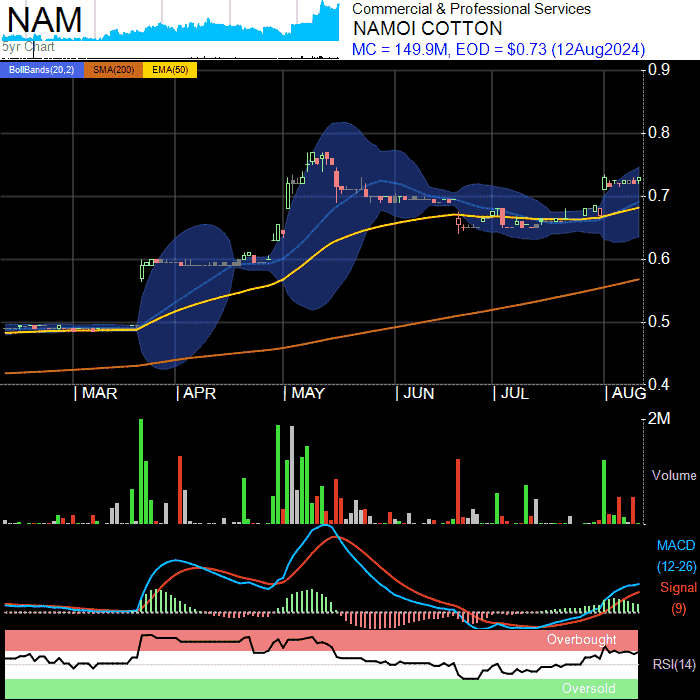 NAM
5yr Chart
Commercial & Professional Services
NAMOI COTTON
MC = 149.9M, EOD = $0.73 (12Aug2024)
BollBands(20,2) SMA(200) EMA(50)
0.9
0.8
0.7
0.6
0.5
0.4
MAR APR MAY JUN JUL AUG
2M
Volume
MACD
(12-26)
Signal
(9)
Overbought
RSI(14)
Oversold